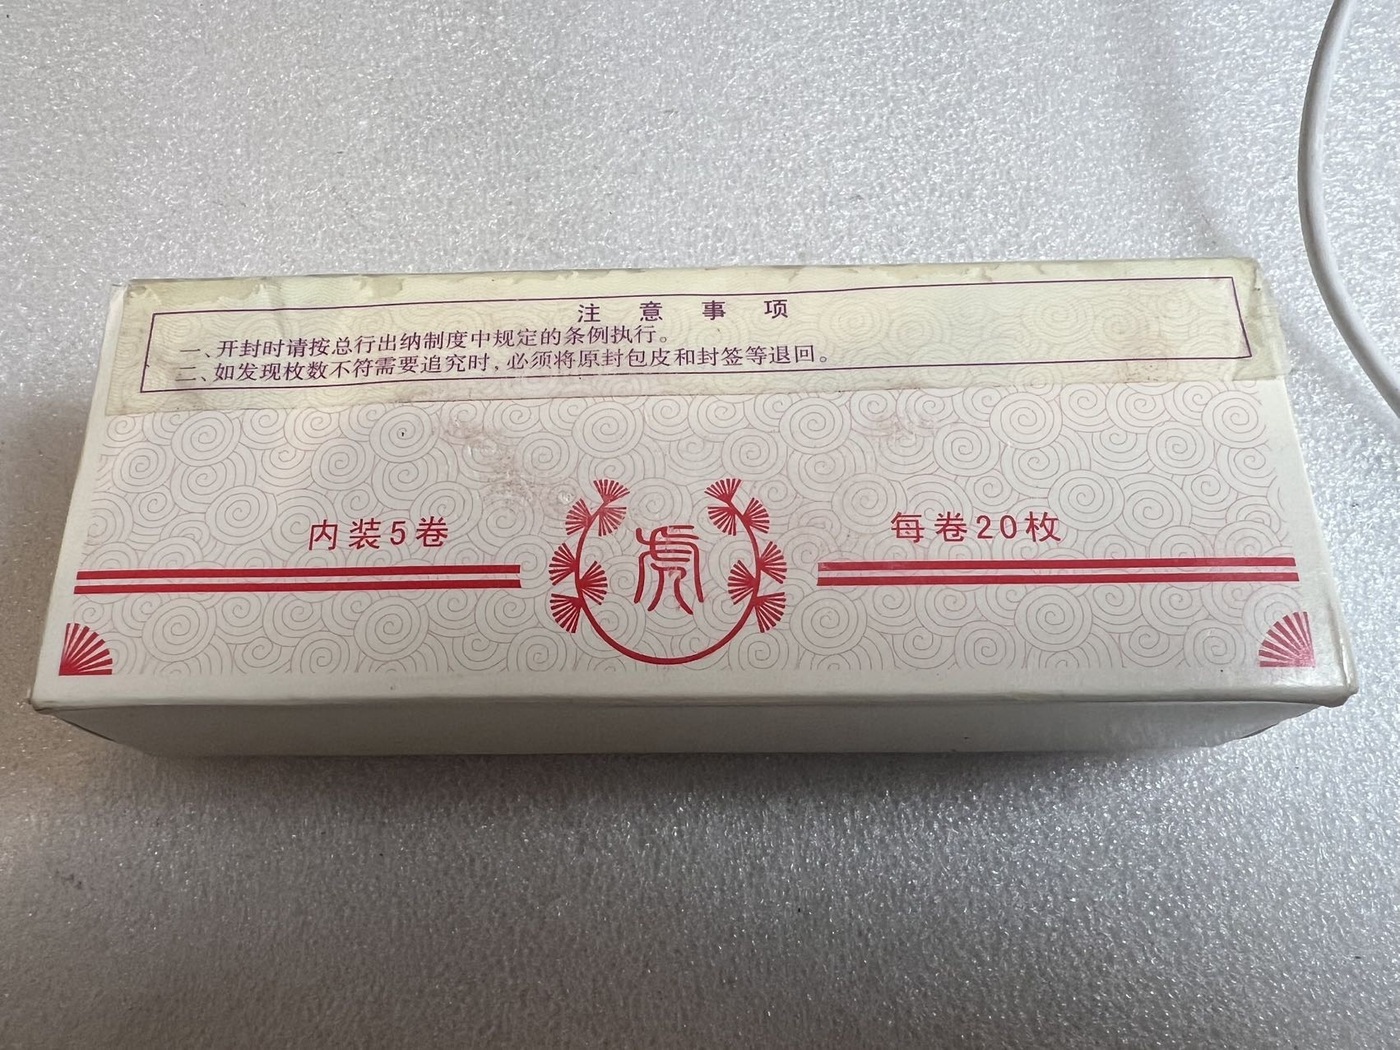 注意事项
一、开封时请按总行出纳制度中规定的条例执行。
二、如发现枚数不符需要追究时，必须将原封包皮和封签等退回。
内装5卷
每卷20枚
虎